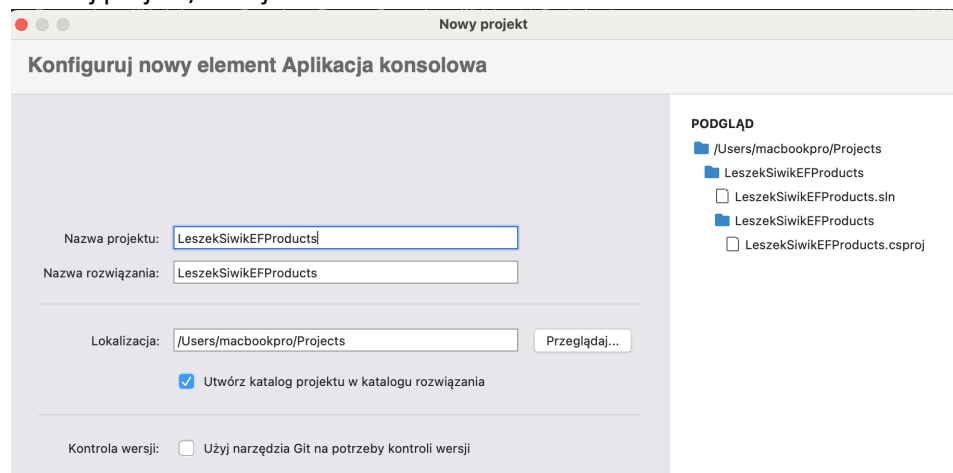 Nowy projekt
Konfiguruj nowy element Aplikacja konsolowa
PODGLĄD
/Users/macbookpro/Projects
LeszekSiwikEFProducts
LeszekSiwikEFProducts.sln
LeszekSiwikEFProducts
LeszekSiwikEFProducts.csproj
Nazwa projektu: LeszekSiwikEFProducts
Nazwa rozwiązania: LeszekSiwikEFProducts
Lokalizacja: /Users/macbookpro/Projects Przeglądaj...
Utwórz katalog projektu w katalogu rozwiązania
Kontrola wersji: Użyj narzędzia Git na potrzeby kontroli wersji